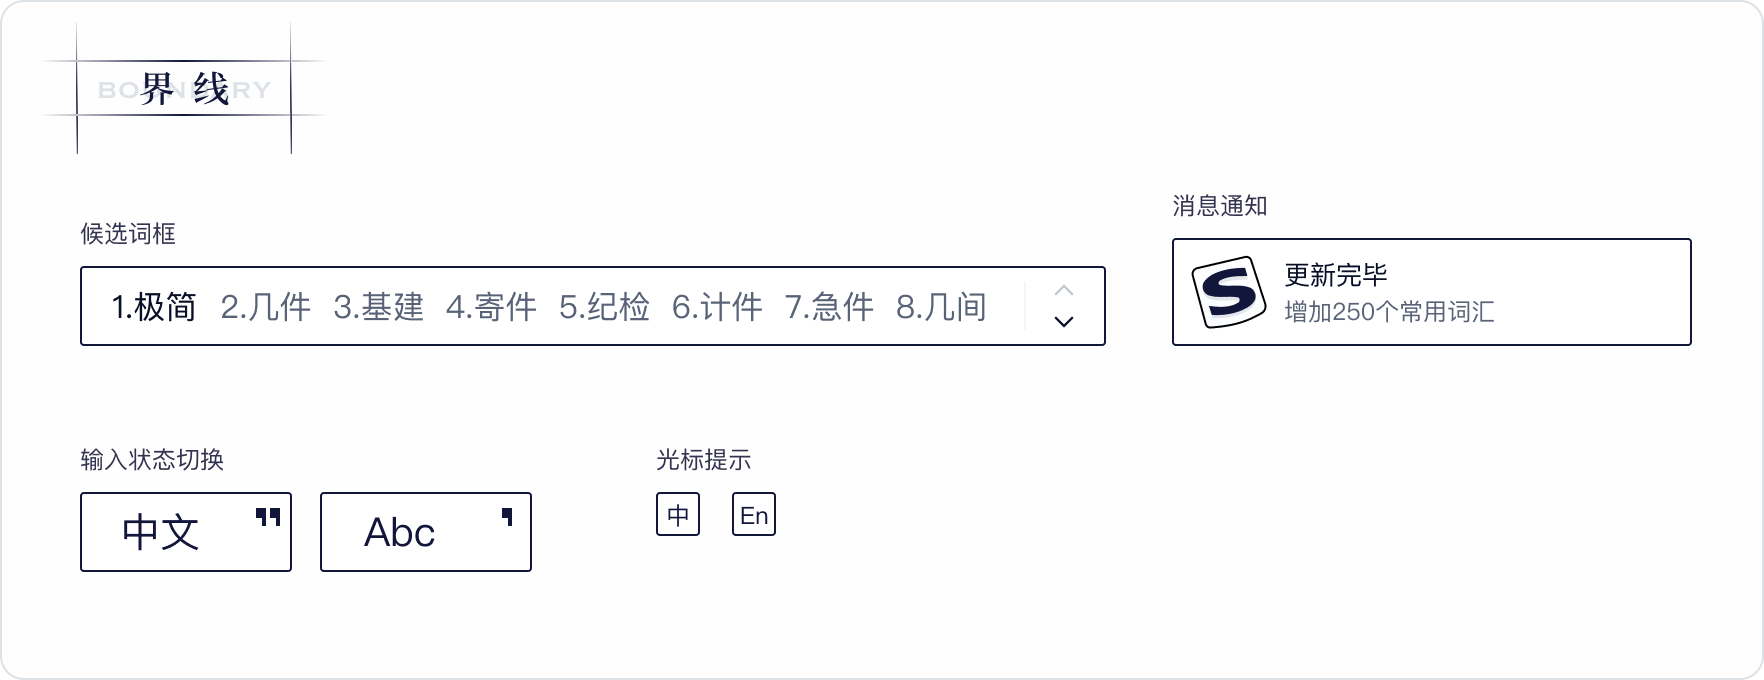 BOUNDARY
界线
候选词框
1.极简 2.几件 3.基建 4.寄件 5.纪检 6.计件 7.急件 8.几间
消息通知
S
更新完毕
增加250个常用词汇
输入状态切换
中文 "
Abc '
光标提示
中 En